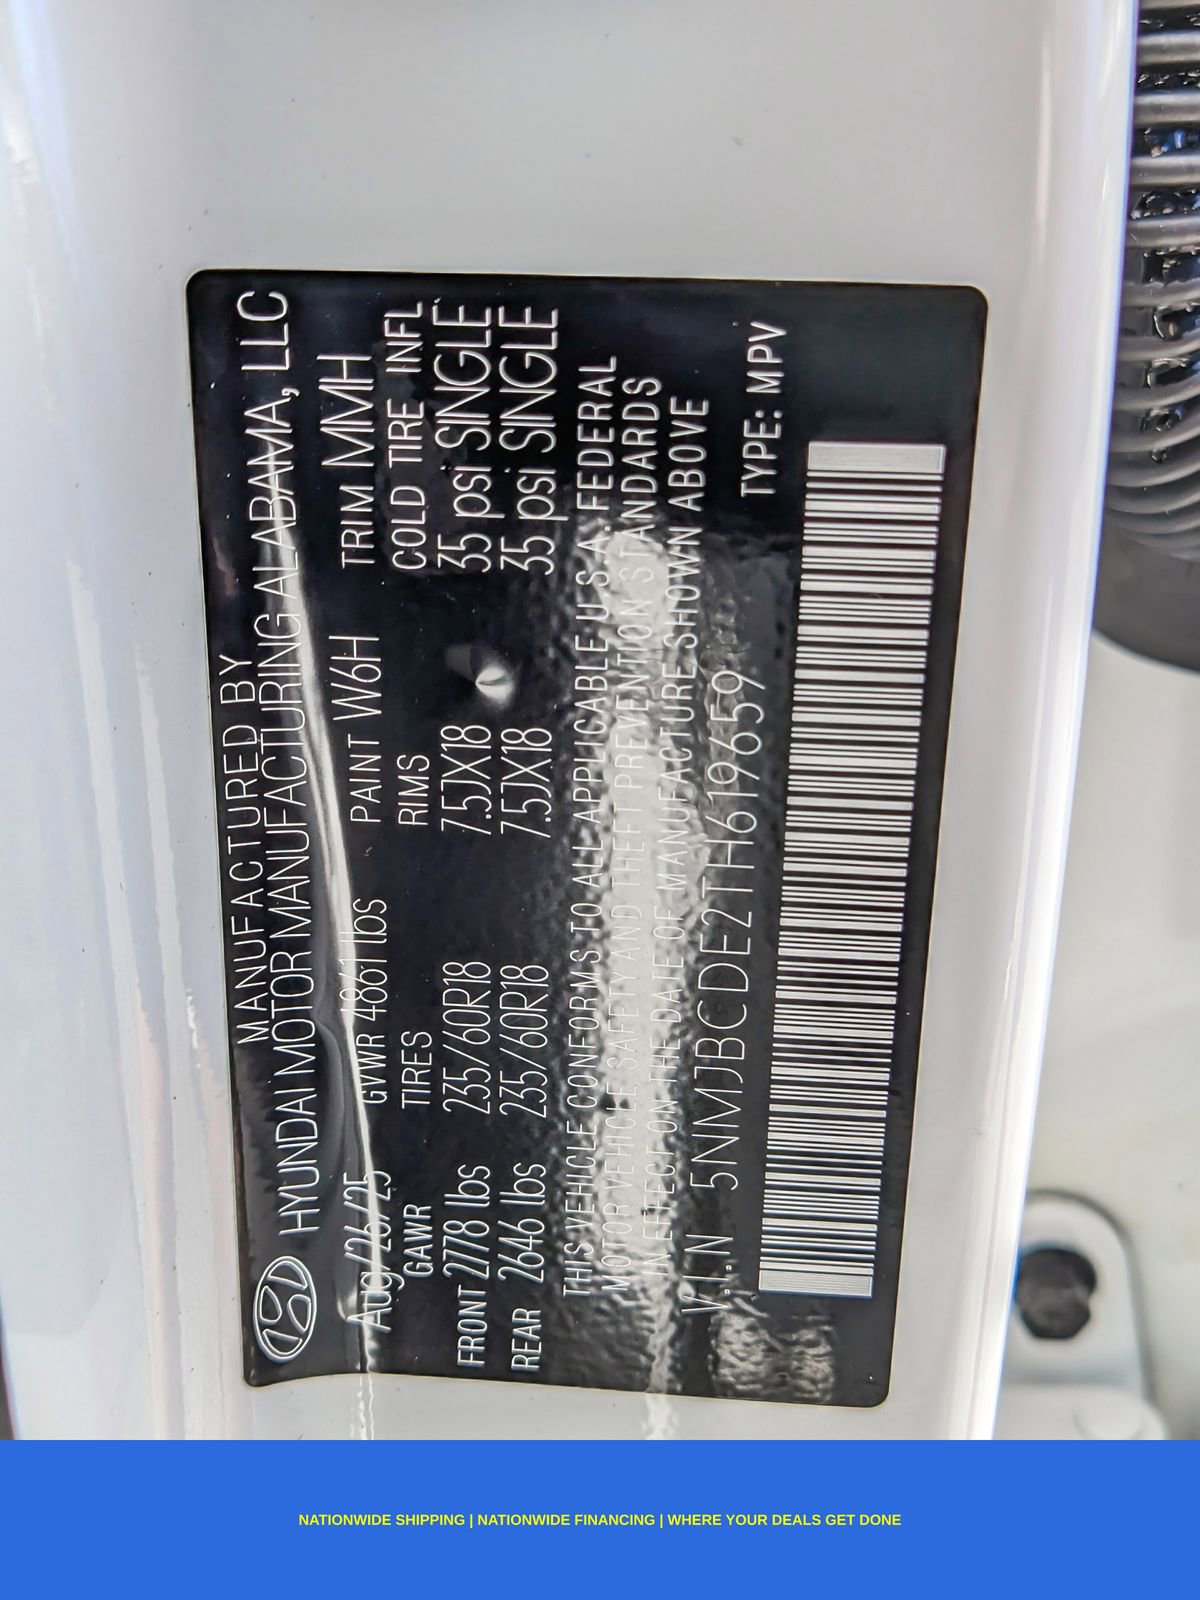 MANUFACTURED BY
HYUNDAI MOTOR MANUFACTURING ALABAMA, LLC
Aug/26/25 GVWR 4861 lbs PAINT W6H TRIM MMH
GAWR TIRES RIMS COLD TIRE INFL
FRONT 2778 lbs 235/60R18 7.5JX18 35 psi SINGLE
REAR 2646 lbs 235/60R18 7.5JX18 35 psi SINGLE
THIS VEHICLE CONFORMS TO ALL APPLICABLE U.S.A. FEDERAL
MOTOR VEHICLE SAFETY AND THEFT PREVENTION STANDARDS
IN EFFECT ON THE DATE OF MANUFACTURE SHOWN ABOVE
V.I.N 5NMJBCDE2TH619659 TYPE: MPV
NATIONWIDE SHIPPING | NATIONWIDE FINANCING | WHERE YOUR DEALS GET DONE